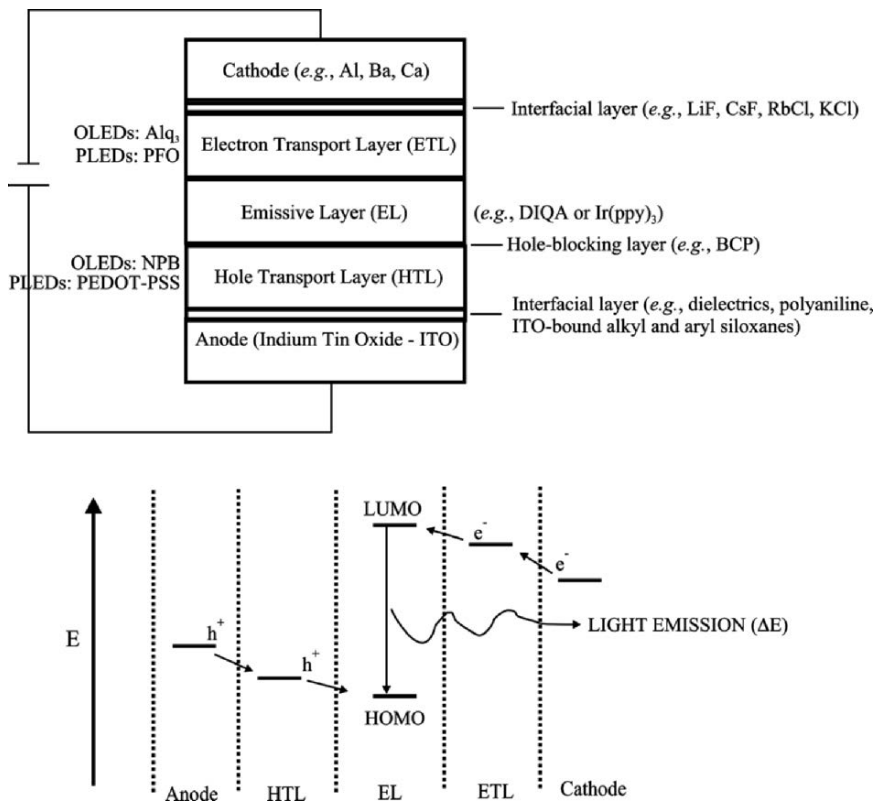 Cathode (e.g., Al, Ba, Ca)
Interfacial layer (e.g., LiF, CsF, RbCl, KCl)
OLEDs: Alq₃
PLEDs: PFO
Electron Transport Layer (ETL)
Emissive Layer (EL)
(e.g., DIQA or Ir(ppy)₃)
Hole-blocking layer (e.g., BCP)
OLEDs: NPB
PLEDs: PEDOT-PSS
Hole Transport Layer (HTL)
Interfacial layer (e.g., dielectrics, polyaniline,
ITO-bound alkyl and aryl siloxanes)
Anode (Indium Tin Oxide - ITO)
LUMO
e⁻
e⁻
LIGHT EMISSION (ΔE)
E
h⁺
h⁺
HOMO
Anode
HTL
EL
ETL
Cathode